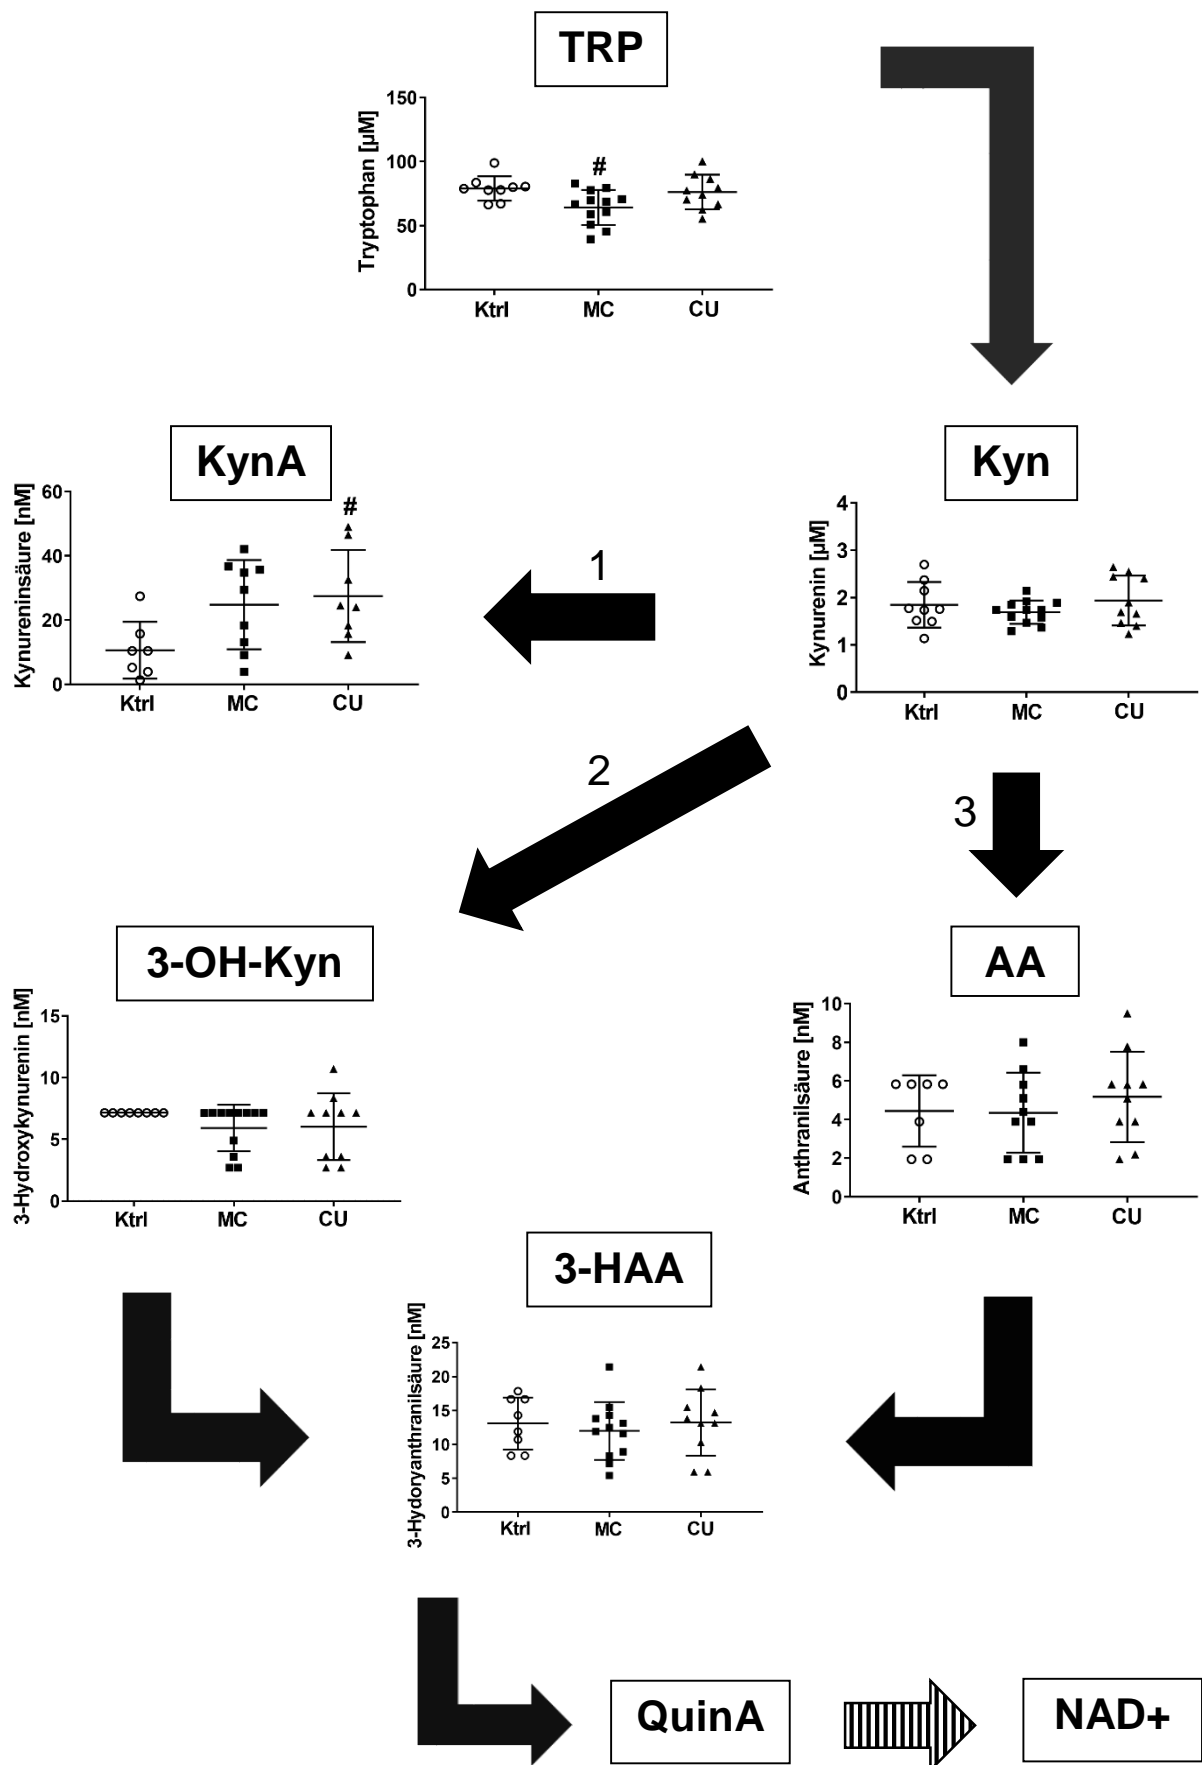 TRP
Tryptophan [µM]
150
100
50
0
#
Ktrl MC CU
KynA
Kynureninsäure [nM]
60
40
20
0
#
Ktrl MC CU
1
Kyn
Kynurenin [µM]
4
3
2
1
0
Ktrl MC CU
2
3
3-OH-Kyn
3-Hydroxykynurenin [nM]
15
10
5
0
Ktrl MC CU
AA
Anthranilsäure [nM]
10
8
6
4
2
0
Ktrl MC CU
3-HAA
3-Hydoryanthranilsäure [nM]
25
20
15
10
5
0
Ktrl MC CU
QuinA
NAD+